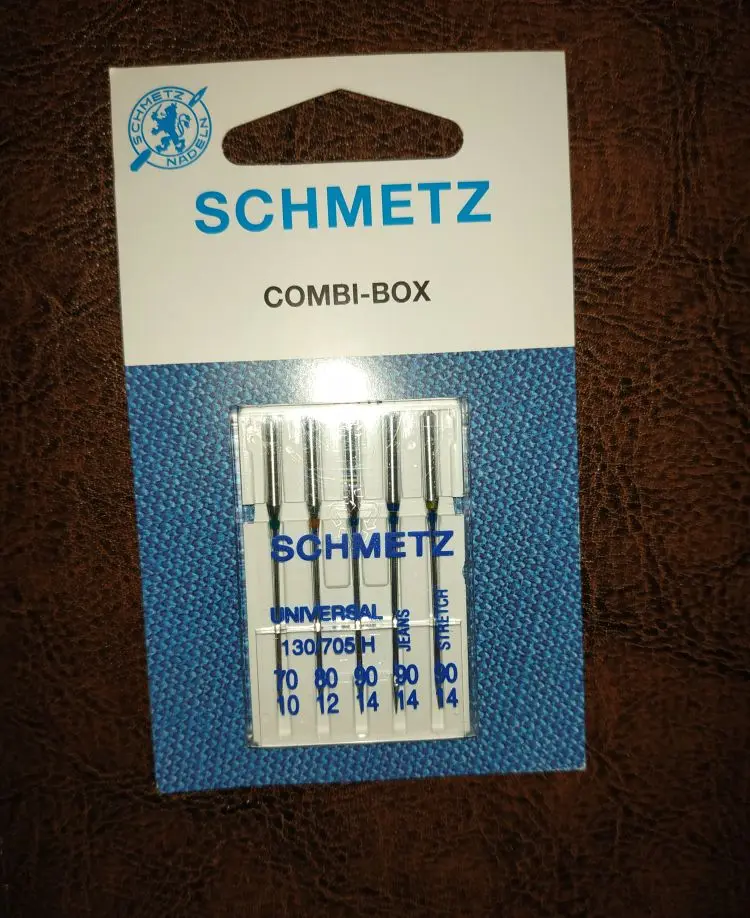 SCHMETZ
NADELN
SCHMETZ
COMBI-BOX
SCHMETZ
UNIVERSAL
130/705 H
JEANS
STRETCH
70 80 90 90 90
10 12 14 14 14